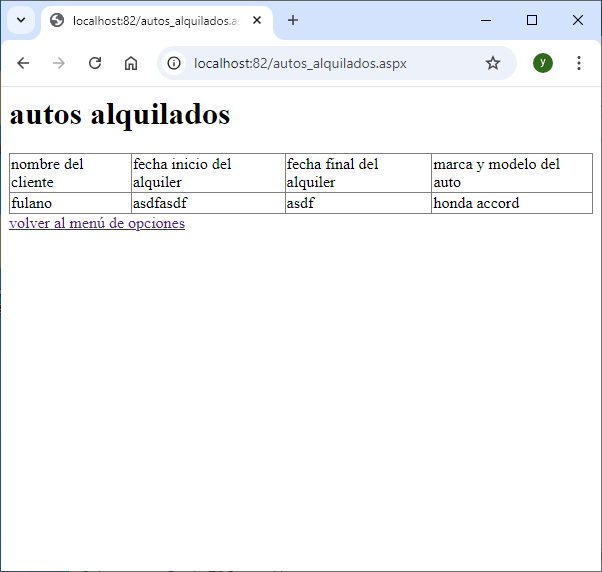 localhost:82/autos_alquilados.as
localhost:82/autos_alquilados.aspx
y
autos alquilados
nombre del cliente
fecha inicio del alquiler
fecha final del alquiler
marca y modelo del auto
fulano
asdfasdf
asdf
honda accord
volver al menú de opciones